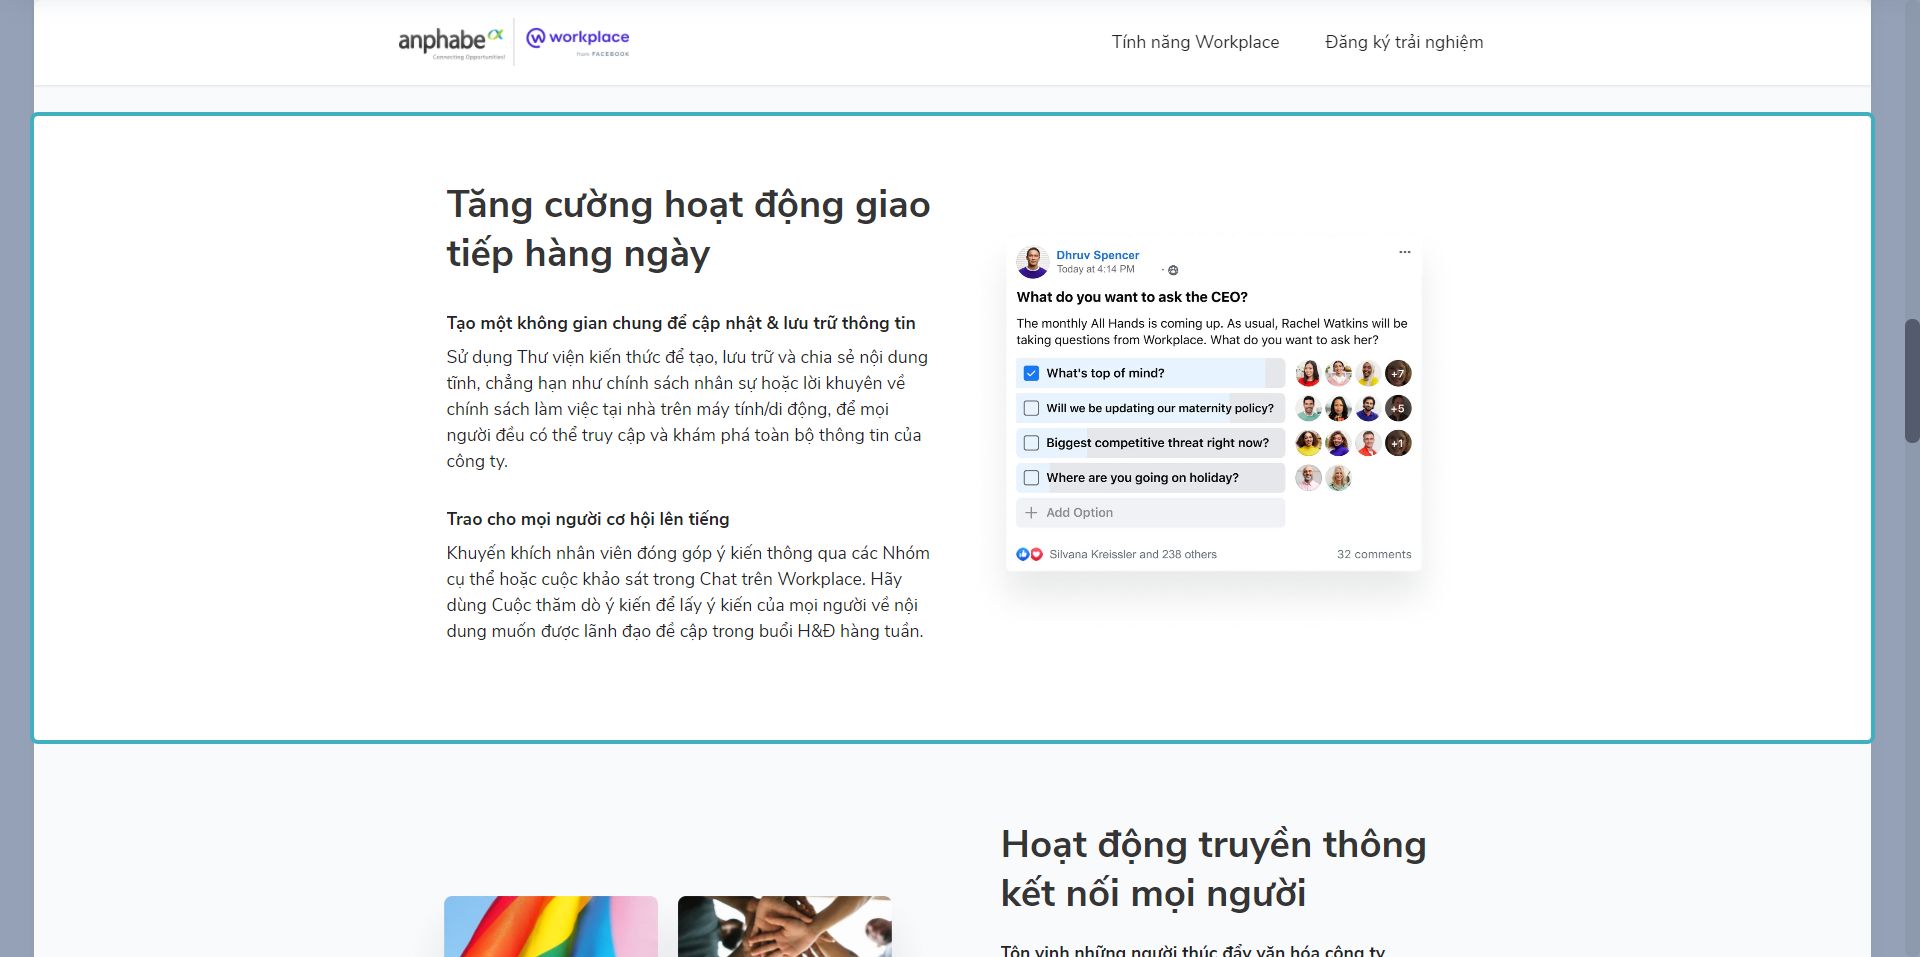 anphabe
Connecting Opportunities!
workplace
from FACEBOOK
Tính năng Workplace
Đăng ký trải nghiệm
Tăng cường hoạt động giao
tiếp hàng ngày
Tạo một không gian chung để cập nhật & lưu trữ thông tin
Sử dụng Thư viện kiến thức để tạo, lưu trữ và chia sẻ nội dung
tĩnh, chẳng hạn như chính sách nhân sự hoặc lời khuyên về
chính sách làm việc tại nhà trên máy tính/di động, để mọi
người đều có thể truy cập và khám phá toàn bộ thông tin của
công ty.
Trao cho mọi người cơ hội lên tiếng
Khuyến khích nhân viên đóng góp ý kiến thông qua các Nhóm
cụ thể hoặc cuộc khảo sát trong Chat trên Workplace. Hãy
dùng Cuộc thăm dò ý kiến để lấy ý kiến của mọi người về nội
dung muốn được lãnh đạo đề cập trong buổi H&Đ hàng tuần.
Dhruv Spencer
Today at 4:14 PM
What do you want to ask the CEO?
The monthly All Hands is coming up. As usual, Rachel Watkins will be
taking questions from Workplace. What do you want to ask her?
What's top of mind?
+7
Will we be updating our maternity policy?
+5
Biggest competitive threat right now?
+1
Where are you going on holiday?
Add Option
Silvana Kreissler and 238 others
32 comments
Hoạt động truyền thông
kết nối mọi người
Tôn vinh những người thúc đẩy văn hóa công ty